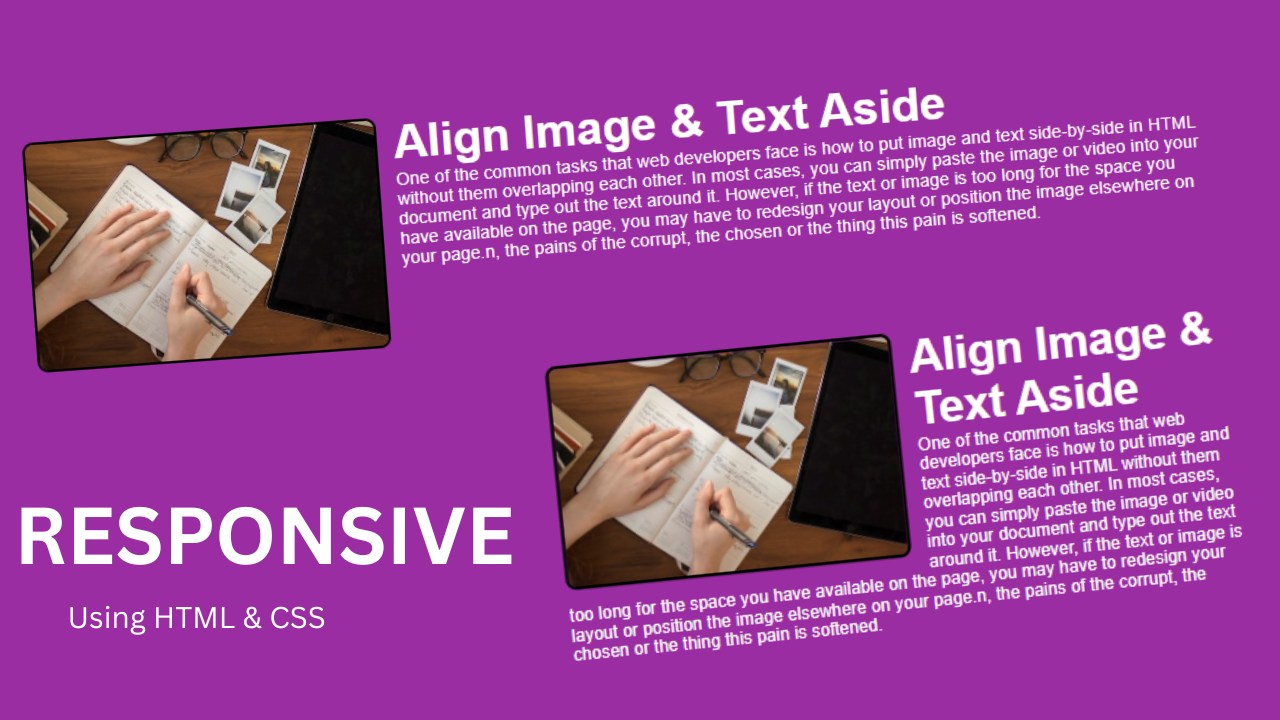 Align Image & Text Aside
One of the common tasks that web developers face is how to put image and text side-by-side in HTML
without them overlapping each other. In most cases, you can simply paste the image or video into your
document and type out the text around it. However, if the text or image is too long for the space you
have available on the page, you may have to redesign your layout or position the image elsewhere on
your page.n, the pains of the corrupt, the chosen or the thing this pain is softened.
Align Image &
Text Aside
One of the common tasks that web
developers face is how to put image and
text side-by-side in HTML without them
overlapping each other. In most cases,
you can simply paste the image or video
into your document and type out the text
around it. However, if the text or image is
too long for the space you have available on the page, you may have to redesign your
layout or position the image elsewhere on your page.n, the pains of the corrupt, the
chosen or the thing this pain is softened.
RESPONSIVE
Using HTML & CSS